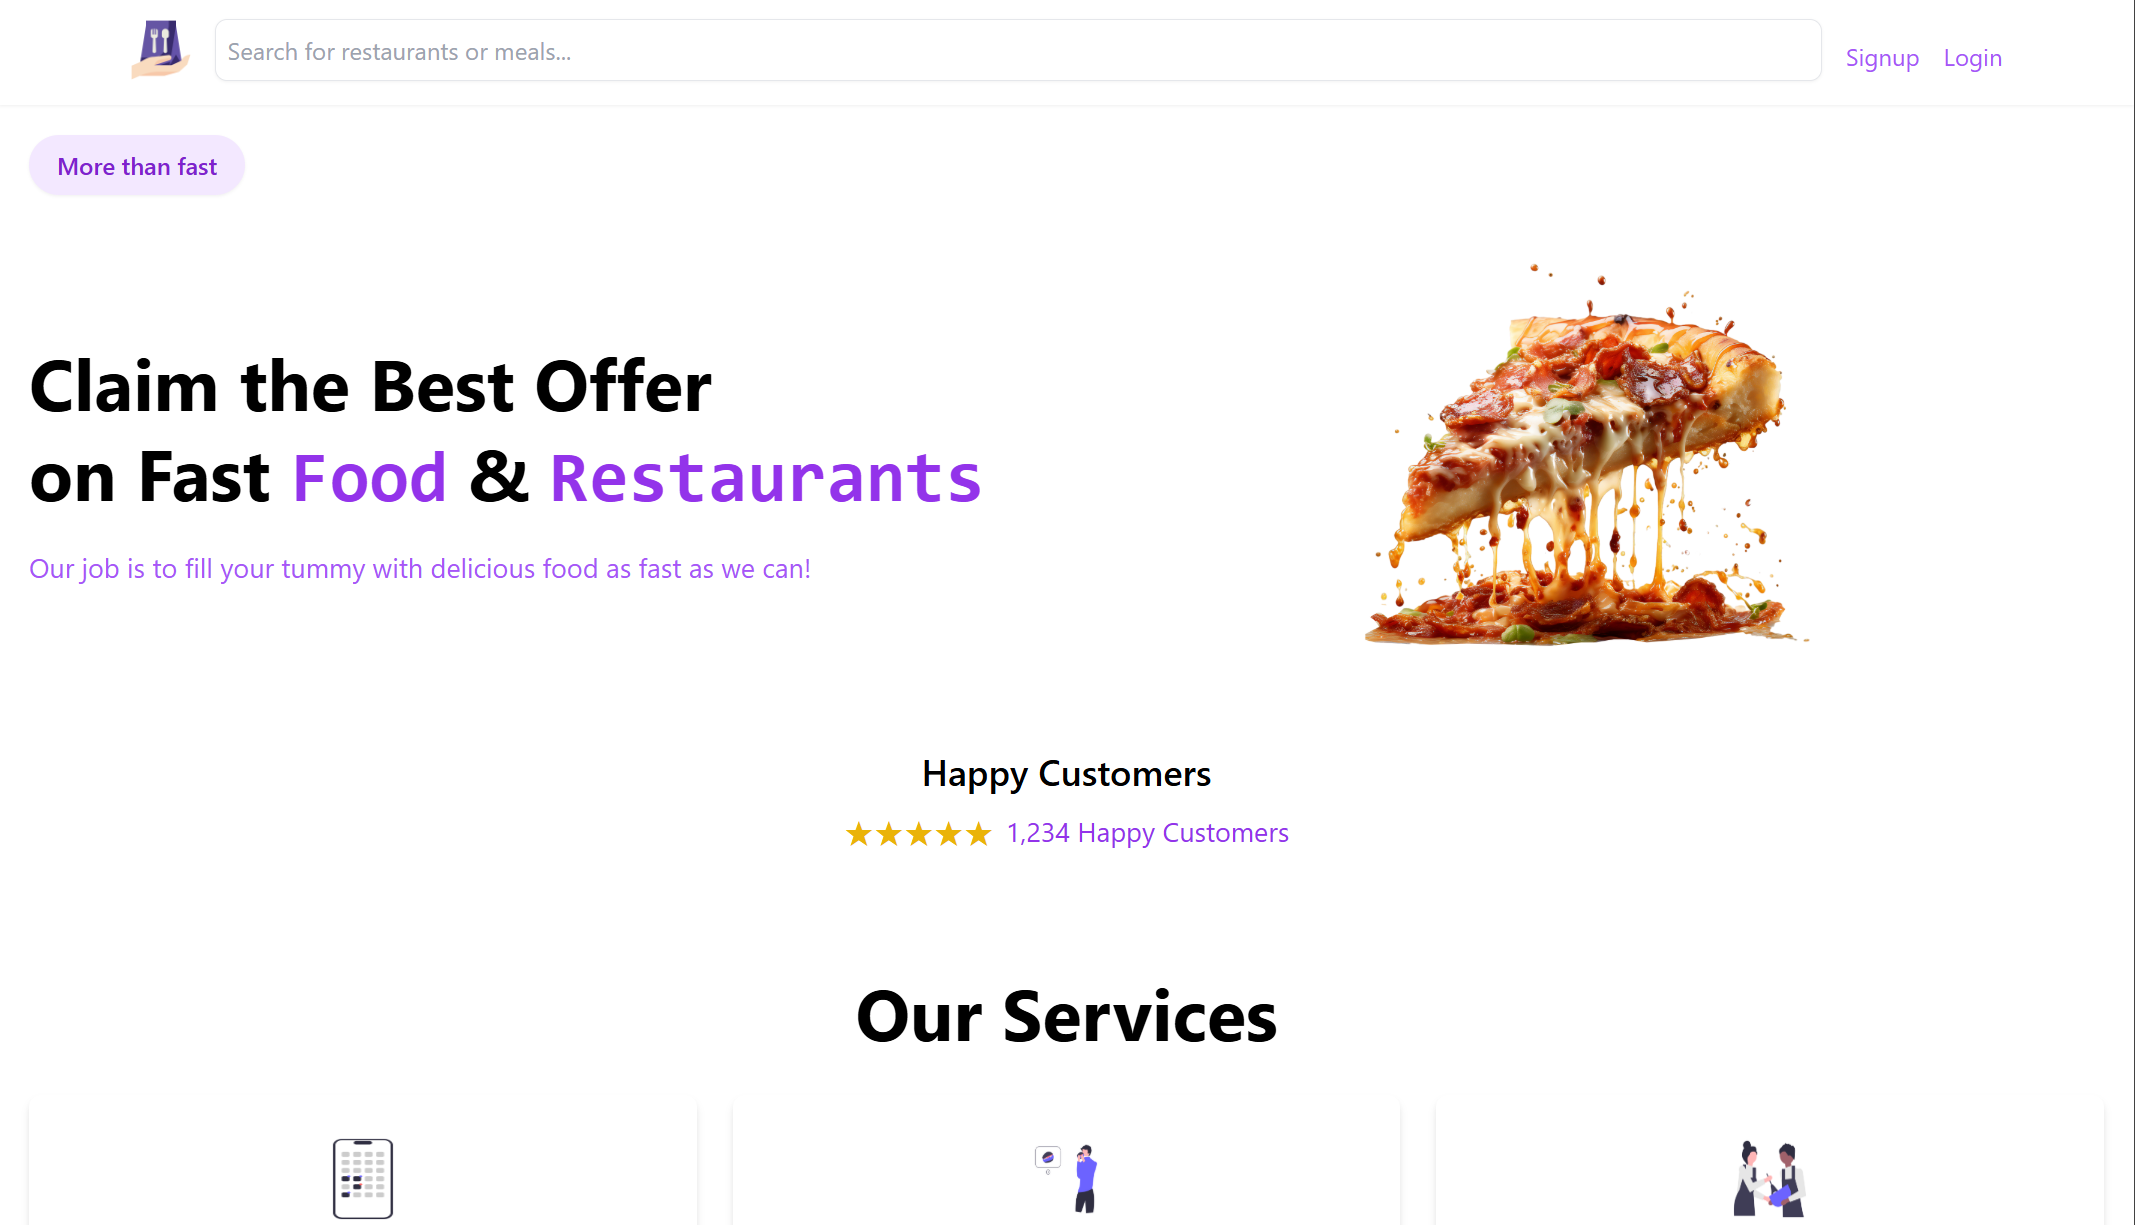 Search for restaurants or meals...
Signup Login
More than fast
Claim the Best Offer
on Fast Food & Restaurants
Our job is to fill your tummy with delicious food as fast as we can!
Happy Customers
★★★★★ 1,234 Happy Customers
Our Services